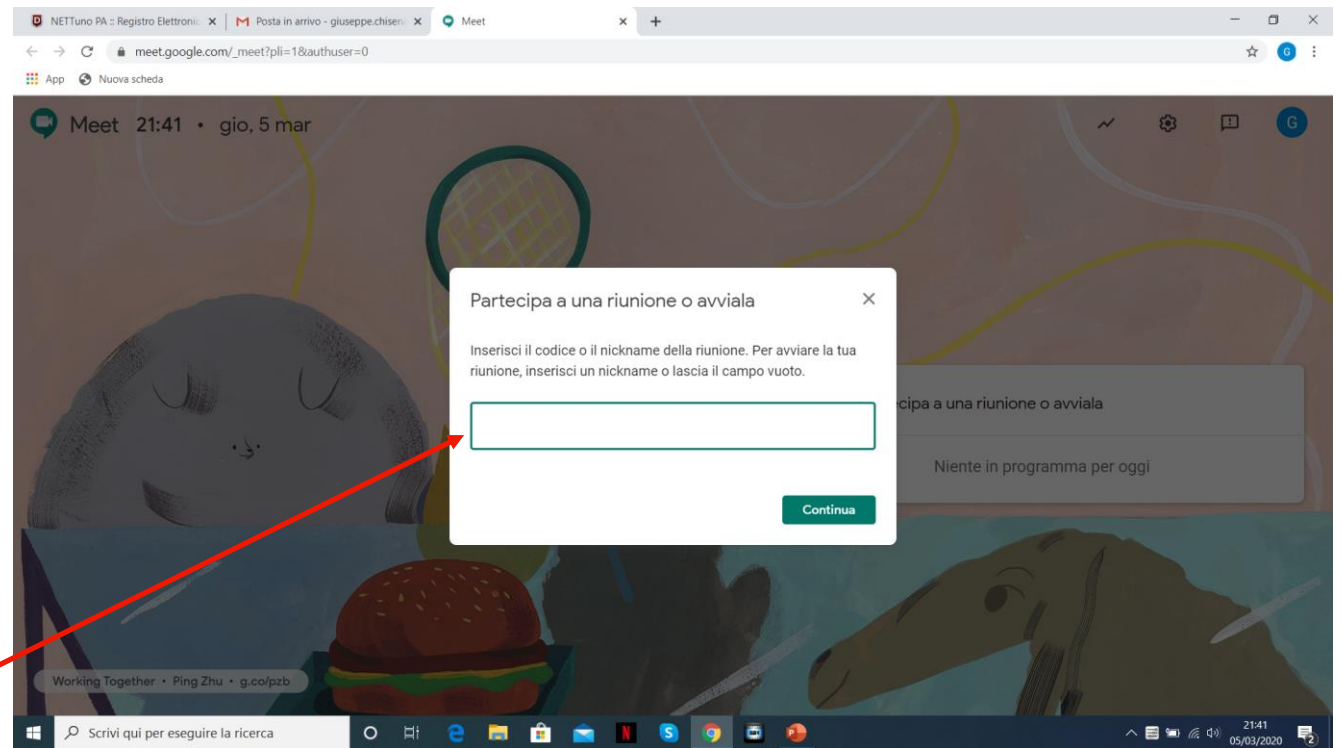 NETTuno PA :: Registro Elettronic
Posta in arrivo - giuseppe.chisen
Meet
meet.google.com/_meet?pli=1&authuser=0
G
App
Nuova scheda
Meet 21:41 • gio, 5 mar
G
Partecipa a una riunione o avviala
Inserisci il codice o il nickname della riunione. Per avviare la tua
riunione, inserisci un nickname o lascia il campo vuoto.
cipa a una riunione o avviala
Niente in programma per oggi
Continua
Working Together • Ping Zhu • g.co/pzb
Scrivi qui per eseguire la ricerca
21:41
05/03/2020
2